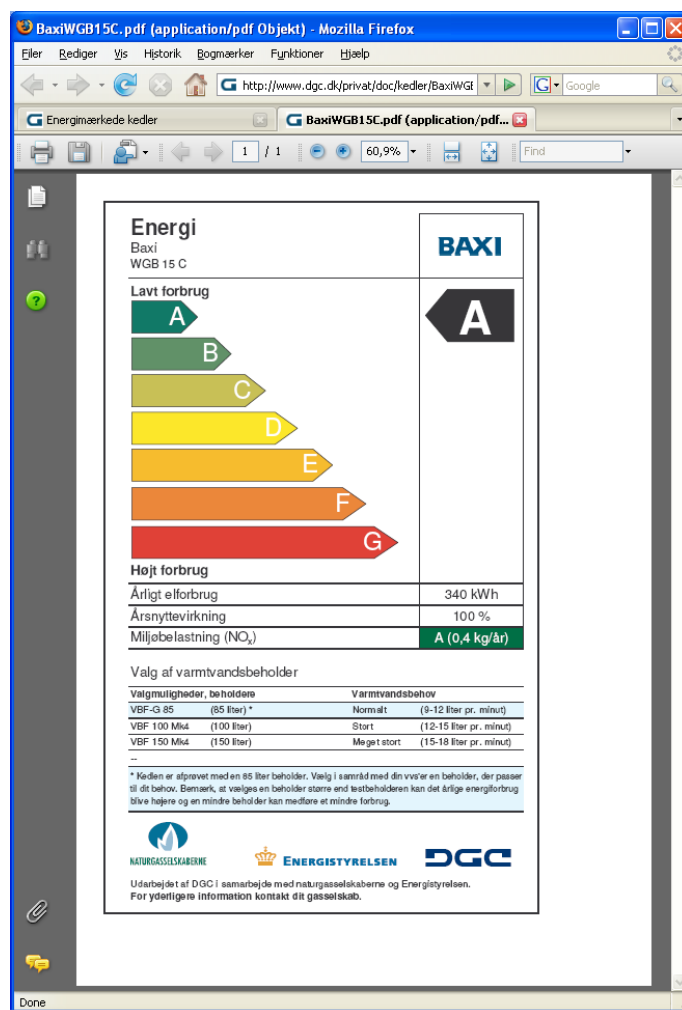 BaxiWGB15C.pdf (application/pdf Objekt) - Mozilla Firefox
Filer Rediger Vis Historik Bogmærker Funktioner Hjælp
http://www.dgc.dk/privat/doc/kedler/BaxiWGE Google
Energimærkede kedler BaxiWGB15C.pdf (application/pdf...
1 / 1 60,9% Find
Energi
Baxi
WGB 15 C
BAXI
Lavt forbrug
A
A
B
C
D
E
F
G
Højt forbrug
Årligt elforbrug 340 kWh
Årsnyttevirkning 100 %
Miljøbelastning (NOx) A (0,4 kg/år)
Valg af varmtvandsbeholder
Valgmuligheder, beholdere Varmtvandsbehov
VBF-G 85 (85 liter) * Normalt (9-12 liter pr. minut)
VBF 100 Mk4 (100 liter) Stort (12-15 liter pr. minut)
VBF 150 Mk4 (150 liter) Meget stort (15-18 liter pr. minut)
--
* Kedlen er afprøvet med en 85 liter beholder. Vælg i samråd med din vvs'er en beholder, der passer
til dit behov. Bemærk, at vælges en beholder større end testbeholderen kan det årlige energiforbrug
blive højere og en mindre beholder kan medføre et mindre forbrug.
NATURGASSELSKABERNE ENERGISTYRELSEN DGC
Udarbejdet af DGC i samarbejde med naturgasselskaberne og Energistyrelsen.
For yderligere information kontakt dit gasselskab.
Done